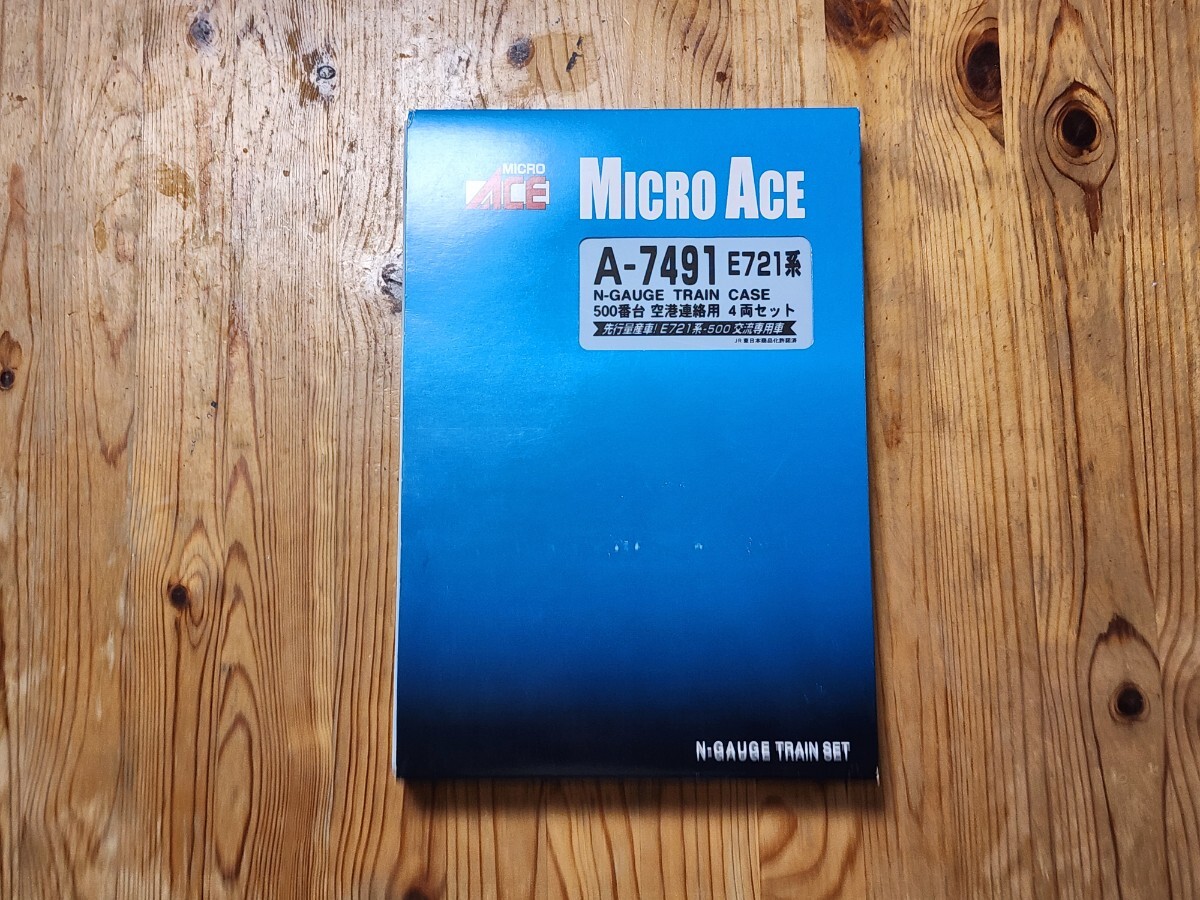 MICRO
ACE
MICRO ACE
A-7491 E721系
N-GAUGE TRAIN CASE
500番台 空港連絡用 4両セット
先行量産車! E721系-500 交流専用車
JR東日本商品化許諾済
N-GAUGE TRAIN SET